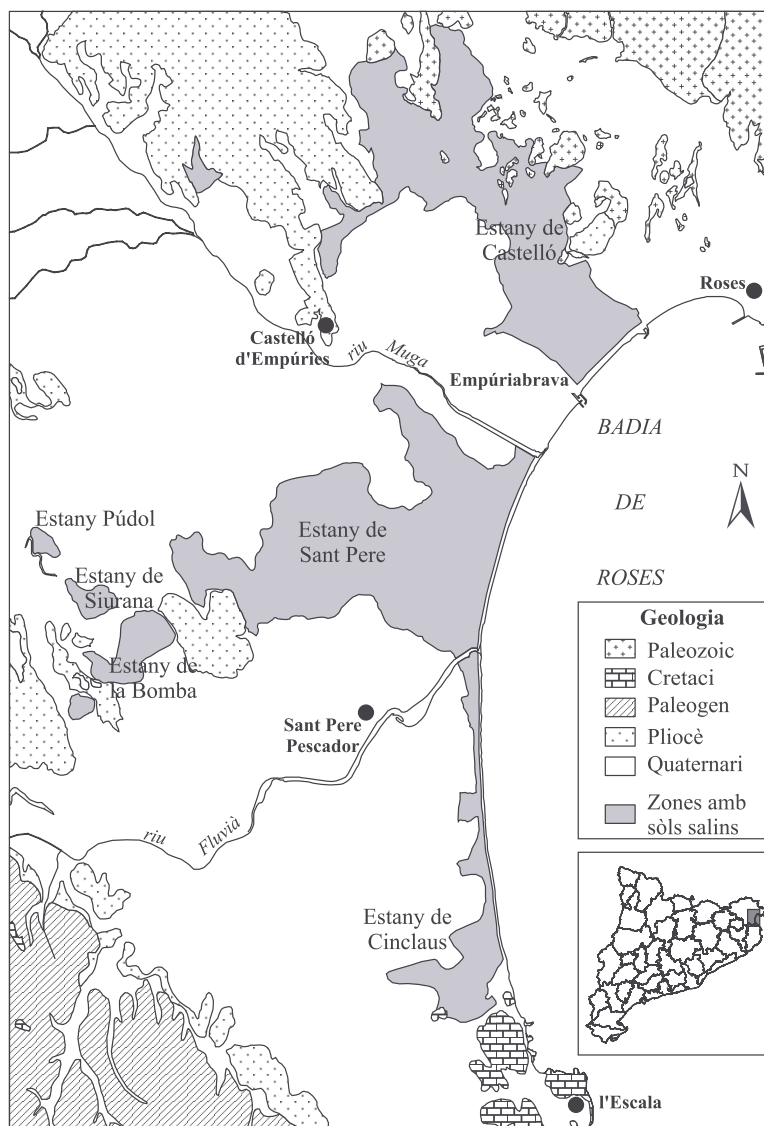 Estany de
Castelló
Roses
Castelló
d'Empúries
riu Muga
Empúriabrava
BADIA
DE
ROSES
N
Estany Púdol
Estany de
Sant Pere
Estany de
Siurana
Estany de
la Bomba
Sant Pere
Pescador
riu Fluvià
Estany de
Cinclaus
l'Escala
Geologia
Paleozoic
Cretaci
Paleogen
Pliocè
Quaternari
Zones amb
sòls salins